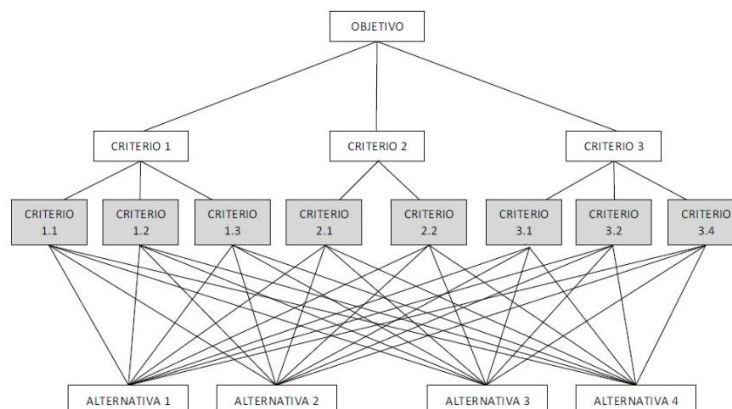 OBJETIVO
CRITERIO 1
CRITERIO 2
CRITERIO 3
CRITERIO
1.1
CRITERIO
1.2
CRITERIO
1.3
CRITERIO
2.1
CRITERIO
2.2
CRITERIO
3.1
CRITERIO
3.2
CRITERIO
3.4
ALTERNATIVA 1
ALTERNATIVA 2
ALTERNATIVA 3
ALTERNATIVA 4